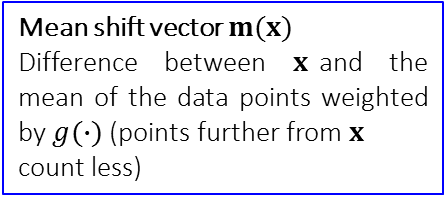 Mean shift vector m(x)
Difference between x and the
mean of the data points weighted
by g(·) (points further from x
count less)